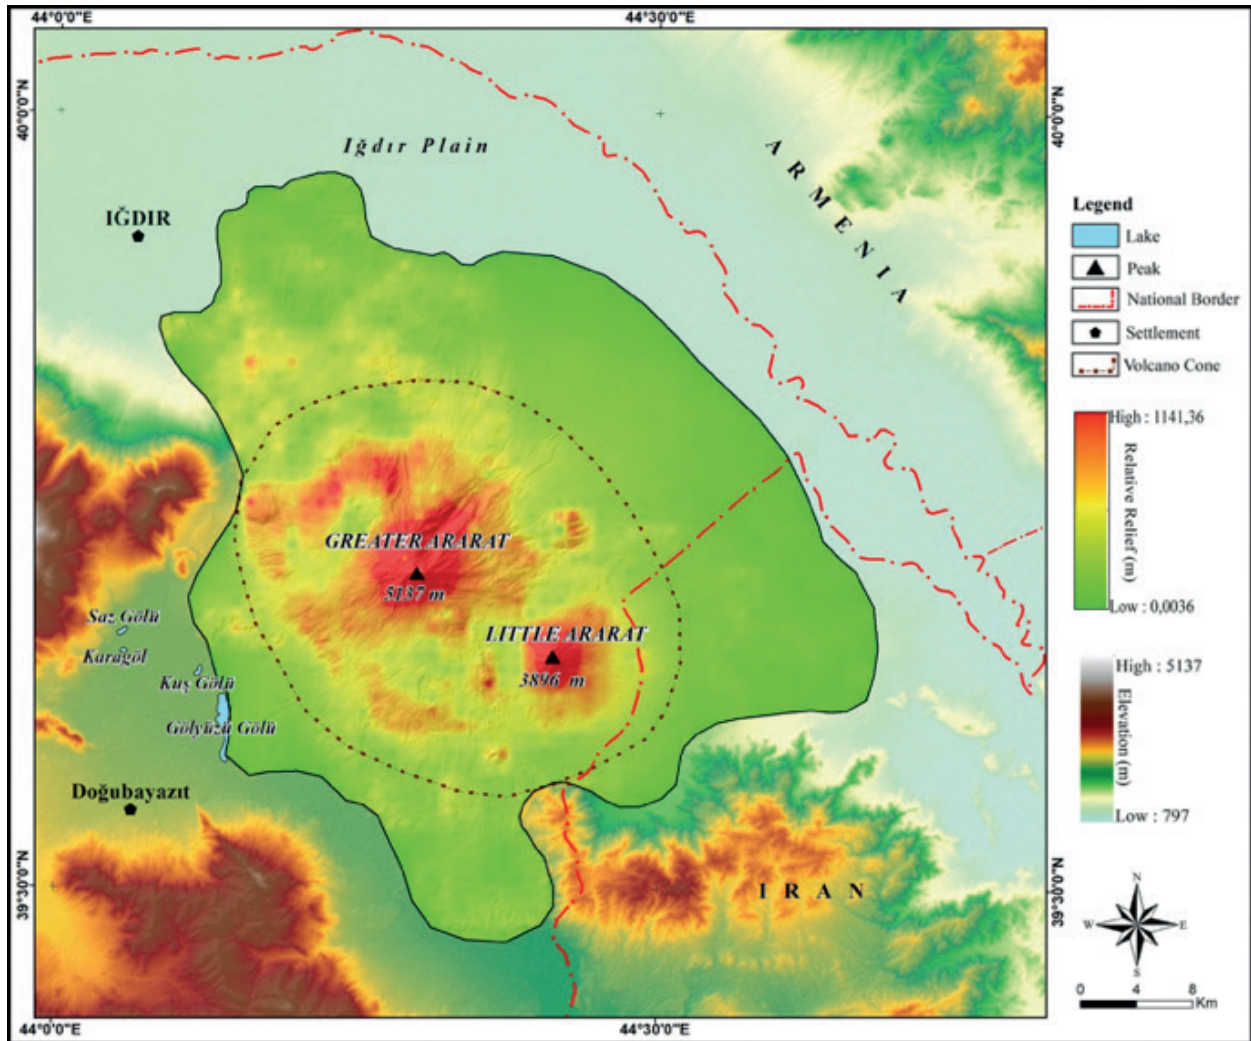 44°0'0"E
44°30'0"E
40°0'0"N
40°0'0"N
Iğdır Plain
ARMENIA
IĞDIR
Legend
Lake
Peak
National Border
Settlement
Volcano Cone
High : 1141,36
Relative Relief (m)
Low : 0,0036
GREATER ARARAT
5137 m
LITTLE ARARAT
3896 m
Saz Gölü
Karagöl
Kuş Gölü
Gölyüzü Gölü
Doğubayazıt
High : 5137
Elevation (m)
Low : 797
IRAN
39°30'0"N
39°30'0"N
N
W
E
S
0 4 8
Km
44°0'0"E
44°30'0"E